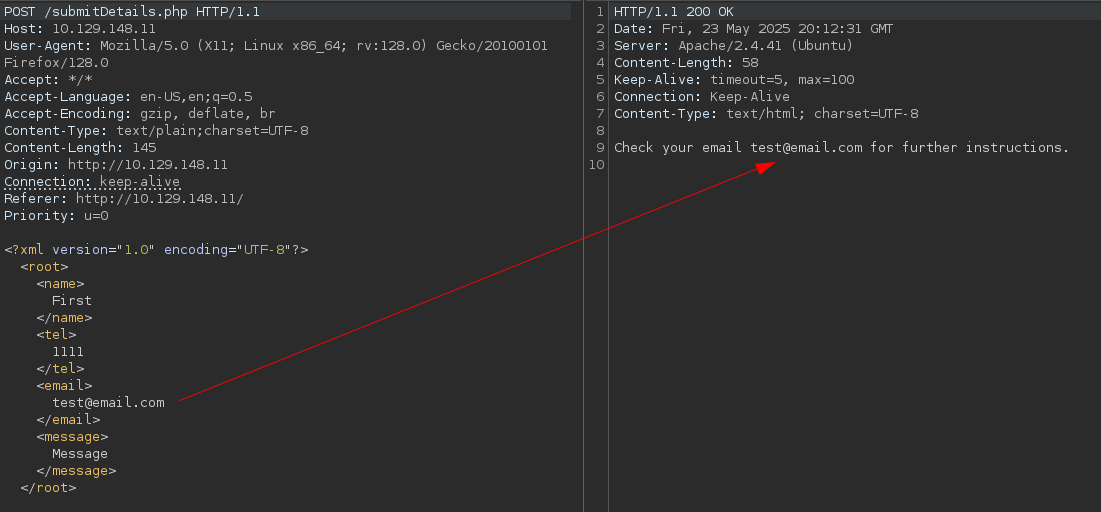 POST /submitDetails.php HTTP/1.1
Host: 10.129.148.11
User-Agent: Mozilla/5.0 (X11; Linux x86_64; rv:128.0) Gecko/20100101
Firefox/128.0
Accept: */*
Accept-Language: en-US,en;q=0.5
Accept-Encoding: gzip, deflate, br
Content-Type: text/plain;charset=UTF-8
Content-Length: 145
Origin: http://10.129.148.11
Connection: keep-alive
Referer: http://10.129.148.11/
Priority: u=0

<?xml version="1.0" encoding="UTF-8"?>
  <root>
    <name>
      First
    </name>
    <tel>
      1111
    </tel>
    <email>
      test@email.com
    </email>
    <message>
      Message
    </message>
  </root>

1 HTTP/1.1 200 OK
2 Date: Fri, 23 May 2025 20:12:31 GMT
3 Server: Apache/2.4.41 (Ubuntu)
4 Content-Length: 58
5 Keep-Alive: timeout=5, max=100
6 Connection: Keep-Alive
7 Content-Type: text/html; charset=UTF-8
8
9 Check your email test@email.com for further instructions.
10